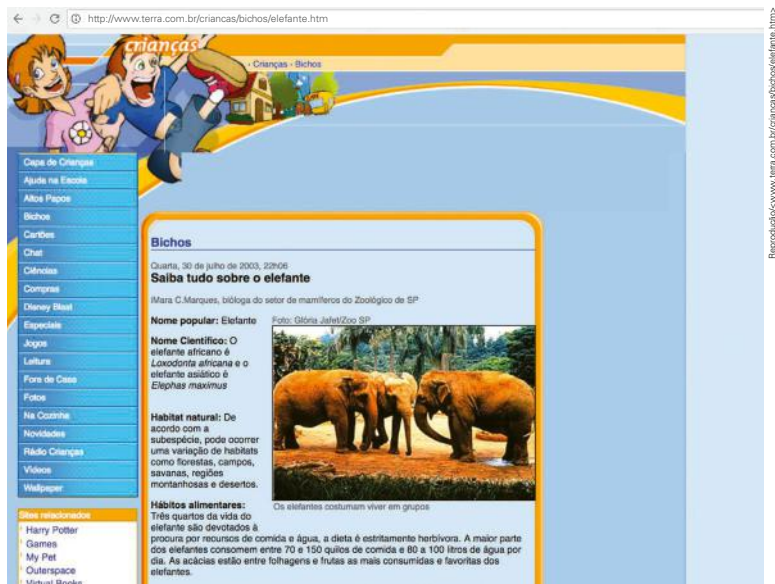 http://www.terra.com.br/criancas/bichos/elefante.htm
crianças
- Crianças - Bichos
Capa de Crianças
Ajuda na Escola
Altos Papos
Bichos
Cartões
Chat
Ciências
Compras
Disney Blast
Especiais
Jogos
Leitura
Fora de Casa
Fotos
Na Cozinha
Novidades
Rádio Crianças
Vídeos
Wallpaper
Sites relacionados
Harry Potter
Games
My Pet
Outerspace
Virtual Books
Bichos
Quarta, 30 de julho de 2003, 22h06
Saiba tudo sobre o elefante
Mara C.Marques, bióloga do setor de mamíferos do Zoológico de SP
Nome popular: Elefante
Nome Científico: O
elefante africano é
Loxodonta africana e o
elefante asiático é
Elephas maximus
Habitat natural: De
acordo com a
subespécie, pode ocorrer
uma variação de habitats
como florestas, campos,
savanas, regiões
montanhosas e desertos.
Foto: Glória Jafet/Zoo SP
Os elefantes costumam viver em grupos
Hábitos alimentares:
Três quartos da vida do
elefante são devotados à
procura por recursos de comida e água, a dieta é estritamente herbívora. A maior parte
dos elefantes consomem entre 70 e 150 quilos de comida e 80 a 100 litros de água por
dia. As acácias estão entre folhagens e frutas as mais consumidas e favoritas dos
elefantes.
Reprodução/<www.terra.com.br/criancas/bichos/elefante.htm>